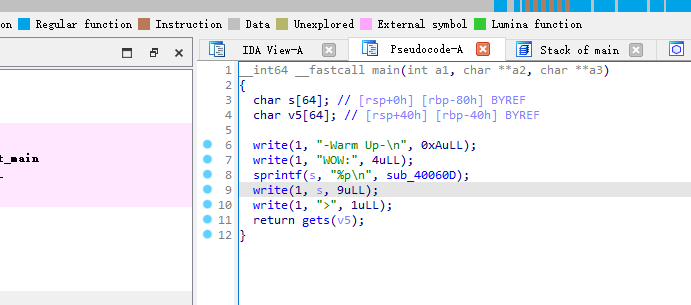 on Regular function Instruction Data Unexplored External symbol Lumina function
IDA View-A Pseudocode-A Stack of main
t_main
1 __int64 __fastcall main(int a1, char **a2, char **a3)
2 {
3 char s[64]; // [rsp+0h] [rbp-80h] BYREF
4 char v5[64]; // [rsp+40h] [rbp-40h] BYREF
5
6 write(1, "-Warm Up-\n", 0xAuLL);
7 write(1, "WOW:", 4uLL);
8 sprintf(s, "%p\n", sub_40060D);
9 write(1, s, 9uLL);
10 write(1, ">", 1uLL);
11 return gets(v5);
12 }